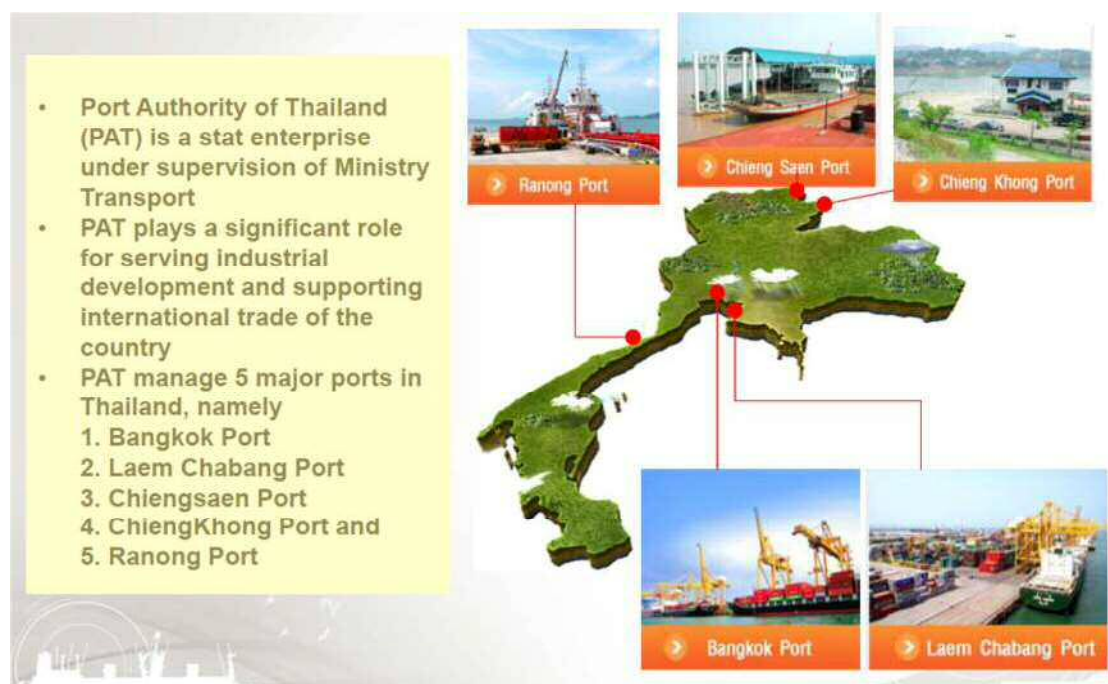 • Port Authority of Thailand
(PAT) is a stat enterprise
under supervision of Ministry
Transport
• PAT plays a significant role
for serving industrial
development and supporting
international trade of the
country
• PAT manage 5 major ports in
Thailand, namely
1. Bangkok Port
2. Laem Chabang Port
3. Chiengsaen Port
4. ChiengKhong Port and
5. Ranong Port
Ranong Port
Chieng Saen Port
Chieng Khong Port
Bangkok Port
Laem Chabang Port